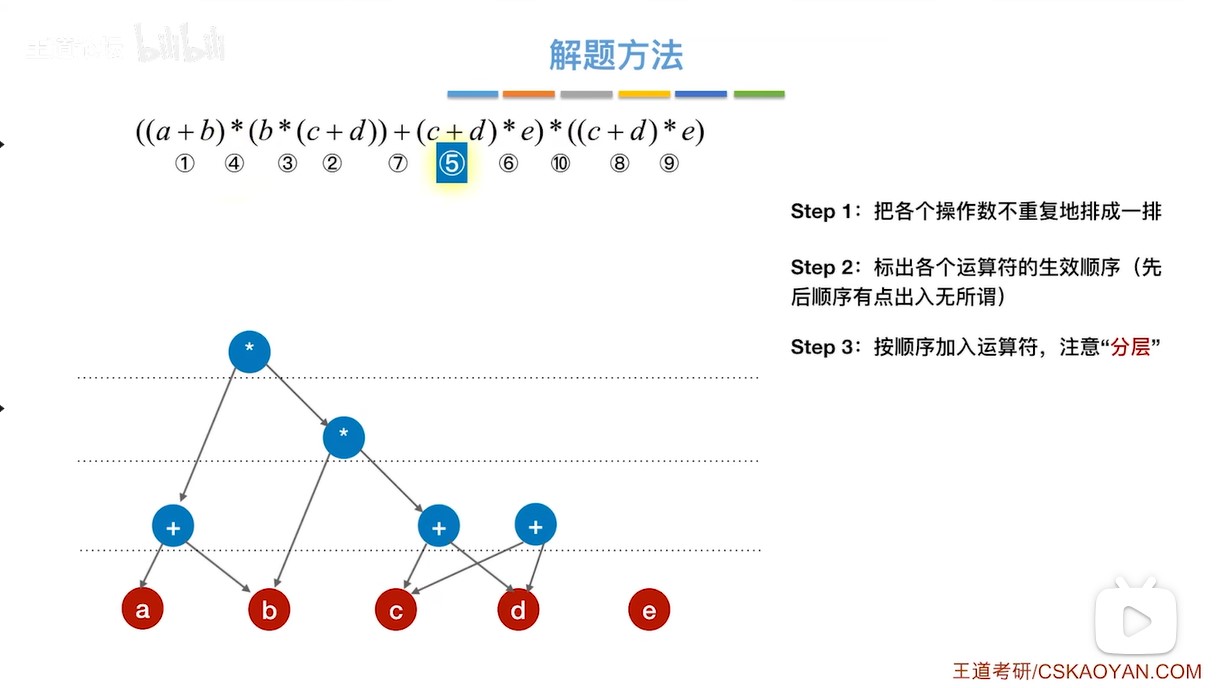 bilibili
解题方法
((a+b)*(b*(c+d))+(c+d)*e)*((c+d)*e)
① ④ ③ ② ⑦ ⑤ ⑥ ⑩ ⑧ ⑨
Step 1：把各个操作数不重复地排成一排
Step 2：标出各个运算符的生效顺序（先
后顺序有点出入无所谓）
Step 3：按顺序加入运算符，注意“分层”
*
*
+ + +
a b c d e
王道考研/CSKAOYAN.COM